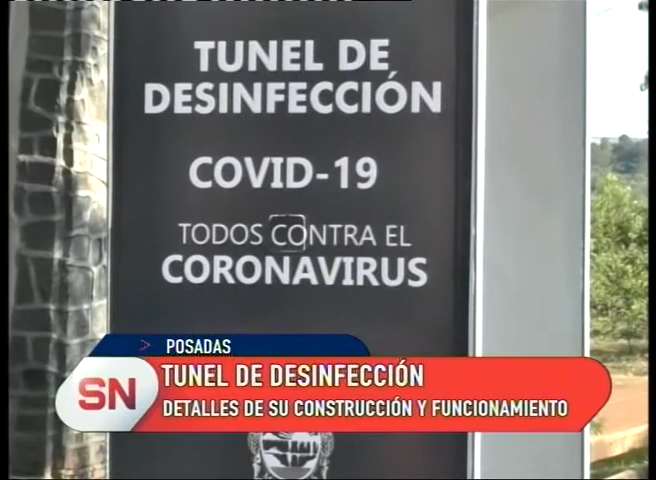 TUNEL DE
DESINFECCIÓN
COVID-19
TODOS CONTRA EL
CORONAVIRUS
> POSADAS
SN
TUNEL DE DESINFECCIÓN
DETALLES DE SU CONSTRUCCIÓN Y FUNCIONAMIENTO